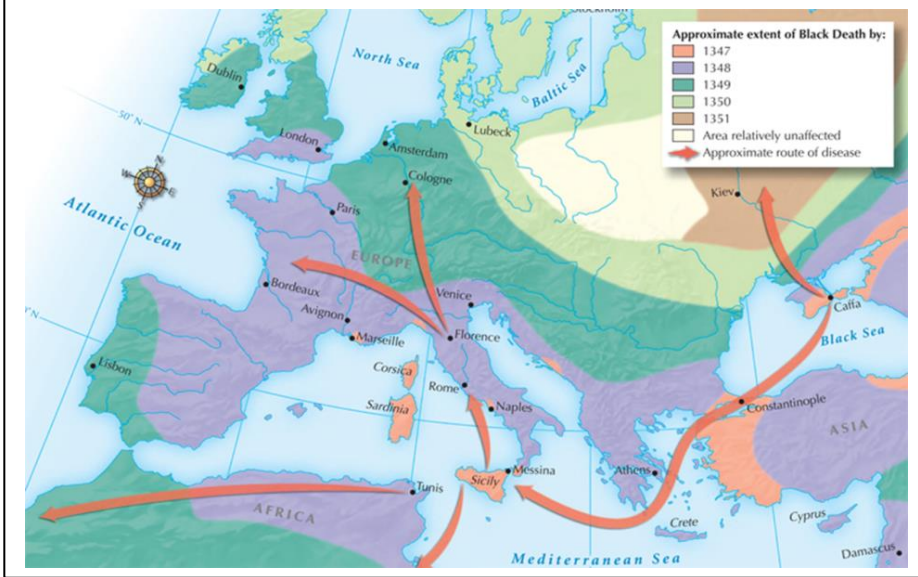 Stockholm
North Sea
Baltic Sea
Dublin
Lubeck
50° N
London
Amsterdam
Cologne
N
W
E
S
Kiev
Paris
Atlantic Ocean
EUROPE
Bordeaux
Venice
Caffa
Avignon
Black Sea
°N
Marseille
Florence
Lisbon
Corsica
Rome
Constantinople
Sardinia
Naples
ASIA
Messina
Sicily
Athens
Tunis
AFRICA
Crete
Cyprus
Damascus
Mediterranean Sea
Approximate extent of Black Death by:
1347
1348
1349
1350
1351
Area relatively unaffected
Approximate route of disease